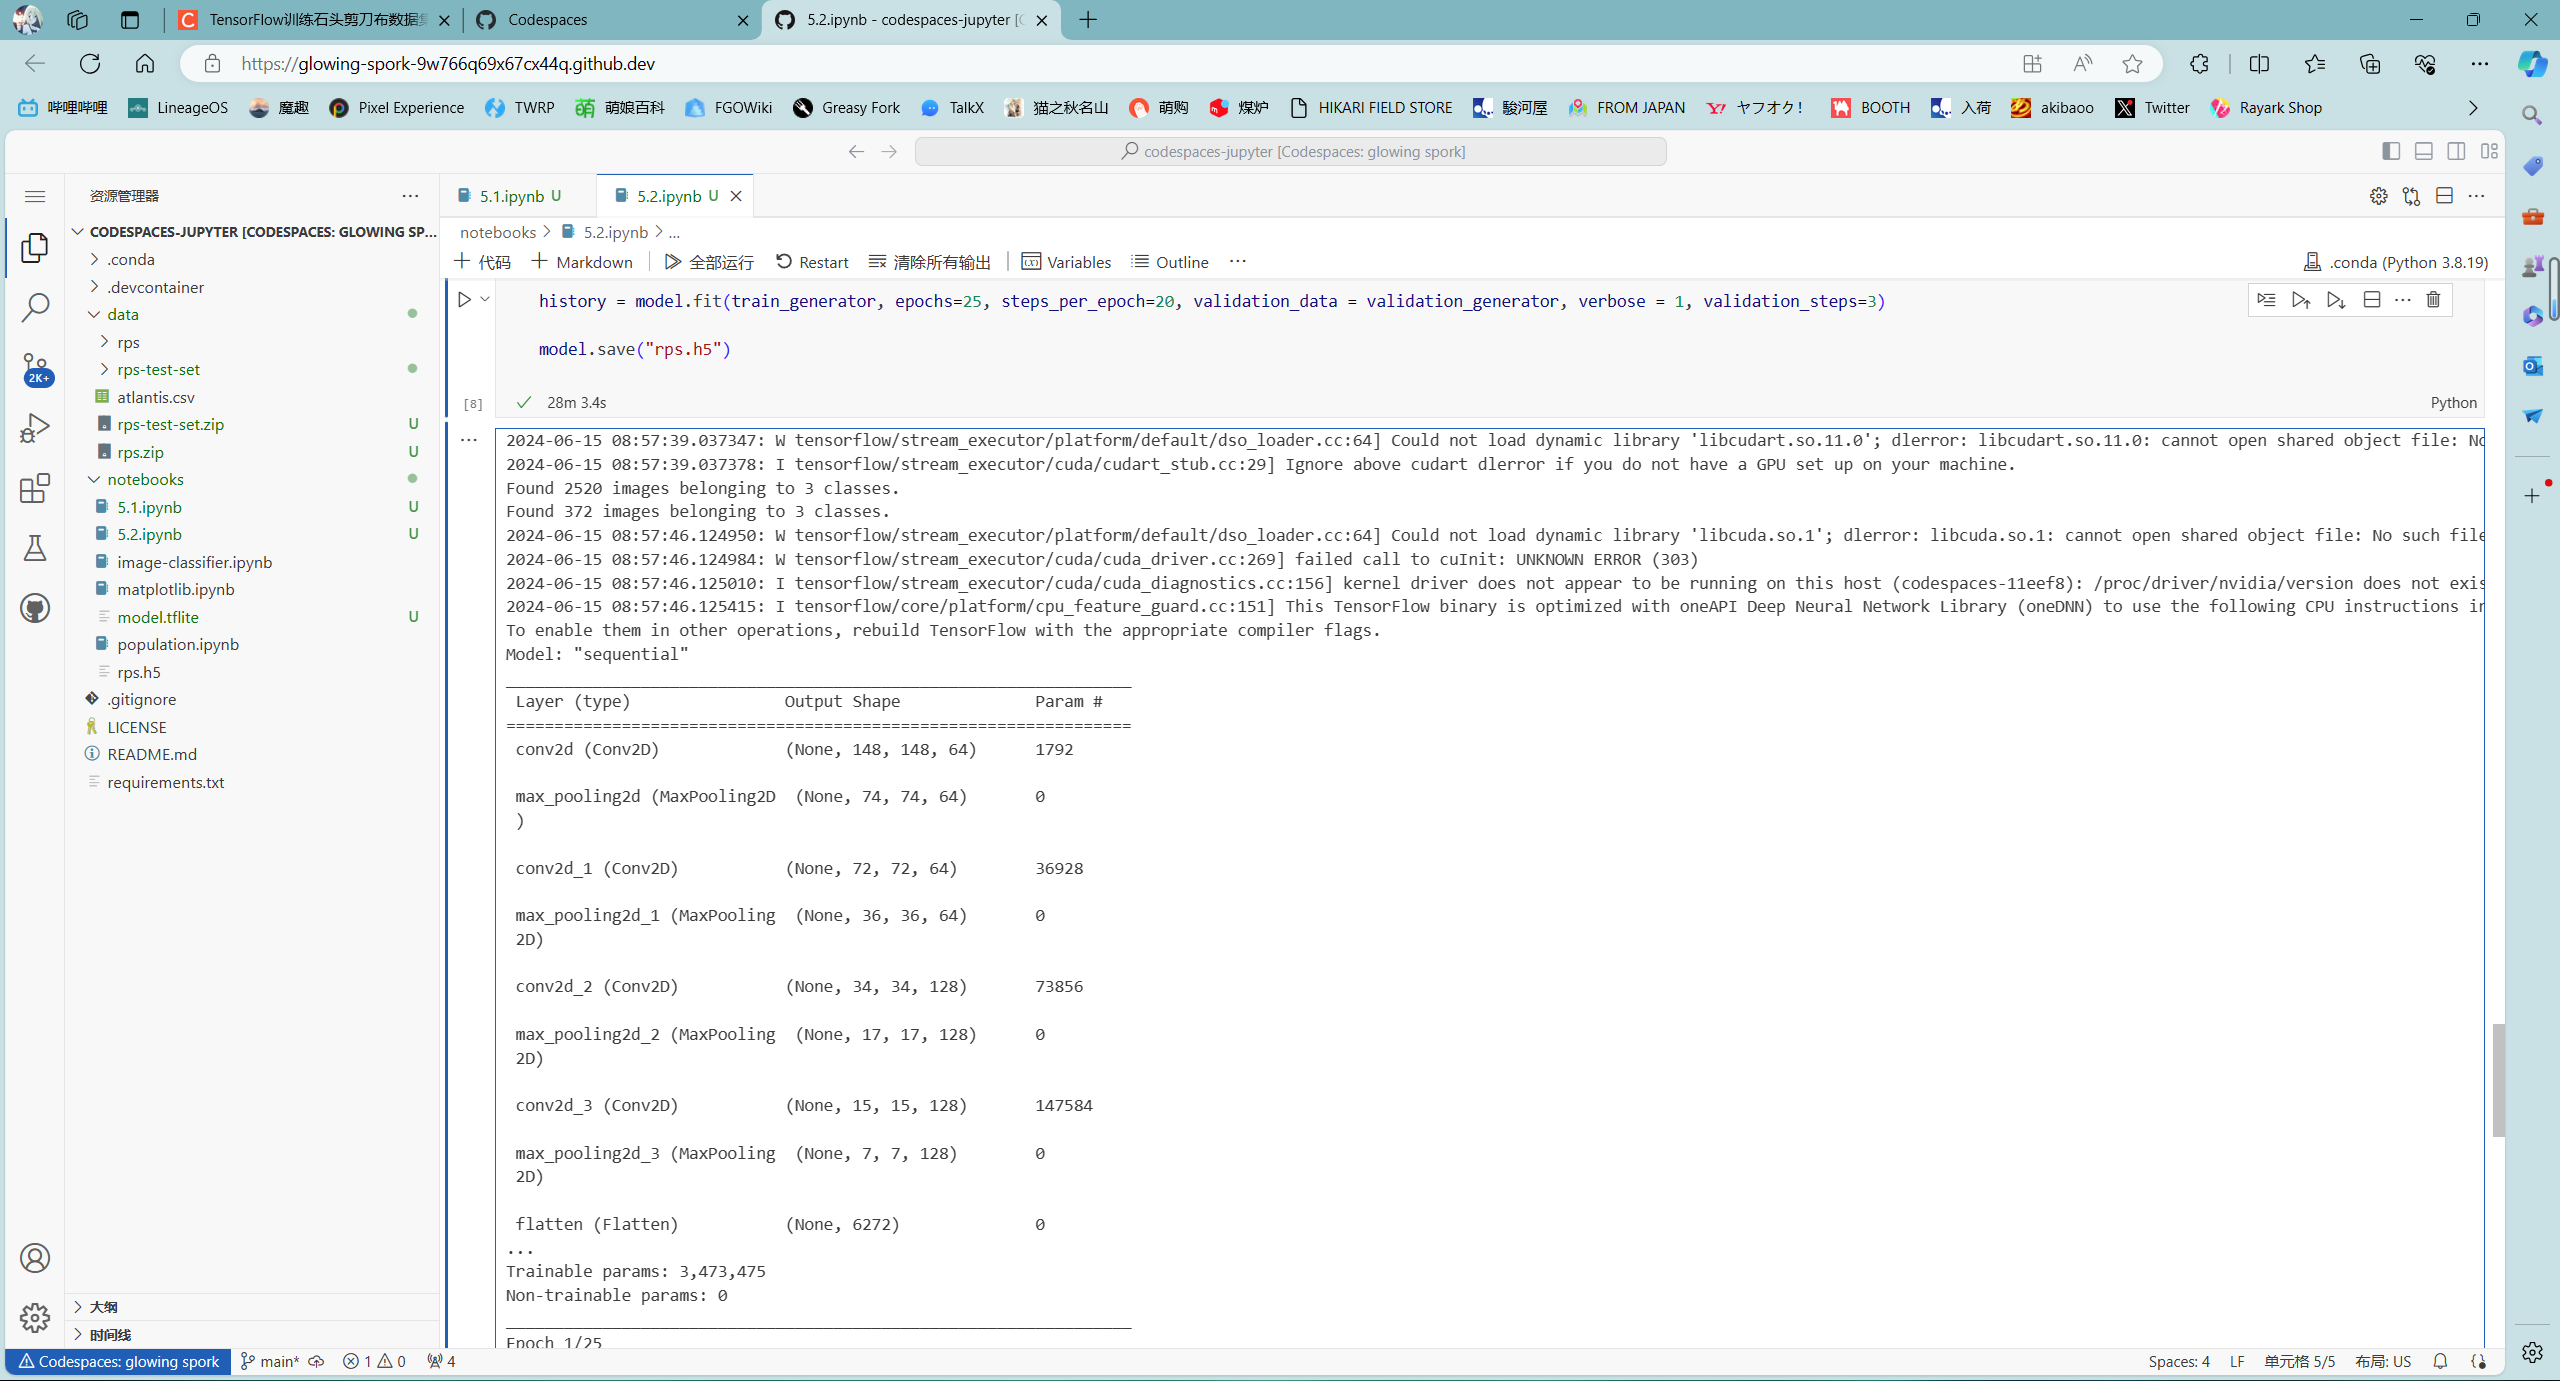 TensorFlow训练石头剪刀布数据集
Codespaces
5.2.ipynb - codespaces-jupyter [C
https://glowing-spork-9w766q69x67cx44q.github.dev
哔哩哔哩 LineageOS 魔趣 Pixel Experience TWRP 萌娘百科 FGOWiki Greasy Fork TalkX 猫之秋名山 萌购 煤炉 HIKARI FIELD STORE 駿河屋 FROM JAPAN ヤフオク! BOOTH 入荷 akibaoo Twitter Rayark Shop
codespaces-jupyter [Codespaces: glowing spork]
资源管理器
CODESPACES-JUPYTER [CODESPACES: GLOWING SP...
.conda
.devcontainer
data
rps
rps-test-set
atlantis.csv
rps-test-set.zip U
rps.zip U
notebooks
5.1.ipynb U
5.2.ipynb U
image-classifier.ipynb
matplotlib.ipynb
model.tflite U
population.ipynb
rps.h5
.gitignore
LICENSE
README.md
requirements.txt
大纲
时间线
2K+
5.1.ipynb U
5.2.ipynb U
notebooks > 5.2.ipynb > ...
代码 Markdown 全部运行 Restart 清除所有输出 Variables Outline ...
.conda (Python 3.8.19)
history = model.fit(train_generator, epochs=25, steps_per_epoch=20, validation_data = validation_generator, verbose = 1, validation_steps=3)
model.save("rps.h5")
[8] 28m 3.4s Python
2024-06-15 08:57:39.037347: W tensorflow/stream_executor/platform/default/dso_loader.cc:64] Could not load dynamic library 'libcudart.so.11.0'; dlerror: libcudart.so.11.0: cannot open shared object file: No
2024-06-15 08:57:39.037378: I tensorflow/stream_executor/cuda/cudart_stub.cc:29] Ignore above cudart dlerror if you do not have a GPU set up on your machine.
Found 2520 images belonging to 3 classes.
Found 372 images belonging to 3 classes.
2024-06-15 08:57:46.124950: W tensorflow/stream_executor/platform/default/dso_loader.cc:64] Could not load dynamic library 'libcuda.so.1'; dlerror: libcuda.so.1: cannot open shared object file: No such file
2024-06-15 08:57:46.124984: W tensorflow/stream_executor/cuda/cuda_driver.cc:269] failed call to cuInit: UNKNOWN ERROR (303)
2024-06-15 08:57:46.125010: I tensorflow/stream_executor/cuda/cuda_diagnostics.cc:156] kernel driver does not appear to be running on this host (codespaces-11eef8): /proc/driver/nvidia/version does not exis
2024-06-15 08:57:46.125415: I tensorflow/core/platform/cpu_feature_guard.cc:151] This TensorFlow binary is optimized with oneAPI Deep Neural Network Library (oneDNN) to use the following CPU instructions in
To enable them in other operations, rebuild TensorFlow with the appropriate compiler flags.
Model: "sequential"
_________________________________________________________________
Layer (type) Output Shape Param #
=================================================================
conv2d (Conv2D) (None, 148, 148, 64) 1792
max_pooling2d (MaxPooling2D (None, 74, 74, 64) 0
)
conv2d_1 (Conv2D) (None, 72, 72, 64) 36928
max_pooling2d_1 (MaxPooling (None, 36, 36, 64) 0
2D)
conv2d_2 (Conv2D) (None, 34, 34, 128) 73856
max_pooling2d_2 (MaxPooling (None, 17, 17, 128) 0
2D)
conv2d_3 (Conv2D) (None, 15, 15, 128) 147584
max_pooling2d_3 (MaxPooling (None, 7, 7, 128) 0
2D)
flatten (Flatten) (None, 6272) 0
...
Trainable params: 3,473,475
Non-trainable params: 0
_________________________________________________________________
Epoch 1/25
Codespaces: glowing spork main* 1 0 4
Spaces: 4 LF 单元格 5/5 布局: US